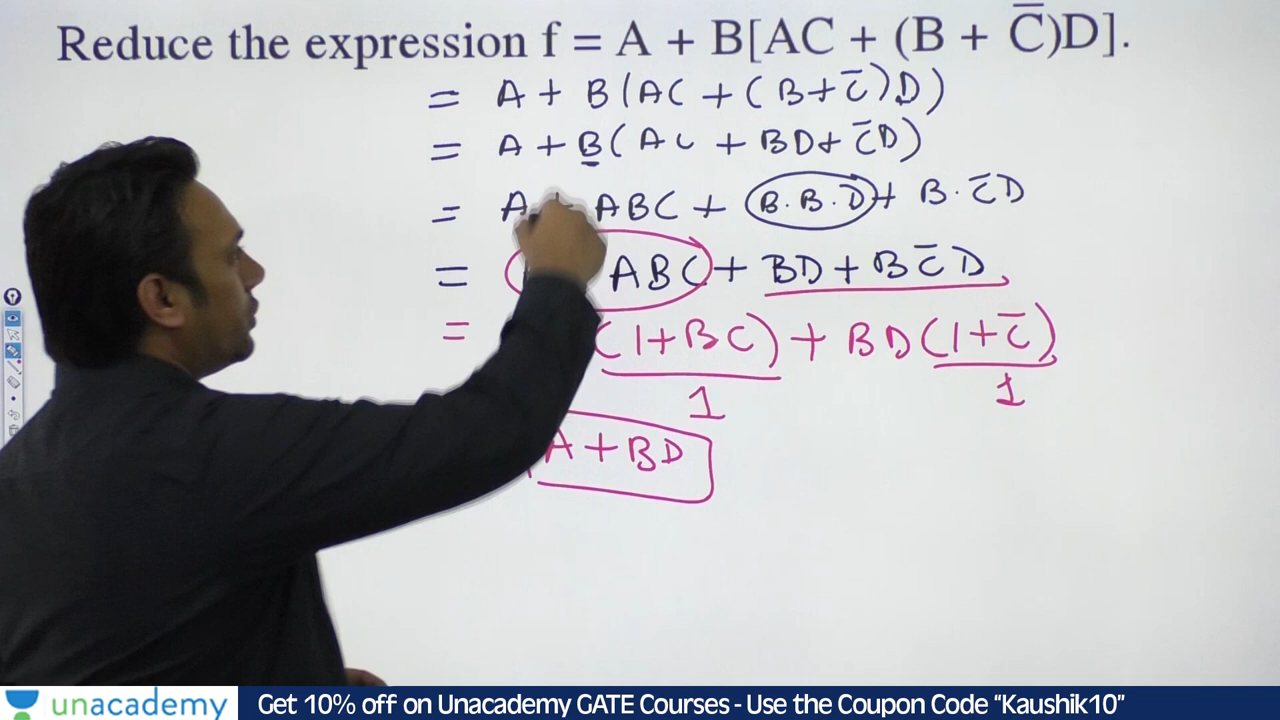 Reduce the expression f = A + B[AC + (B + C̅)D].
= A + B(AC + (B+C̅)D)
= A + B(AC + BD + C̅D)
= A + ABC + B.B.D + B.C̅D
= ABC + BD + BC̅D
= (1+BC) + BD(1+C̅)
1 1
A+BD
unacademy Get 10% off on Unacademy GATE Courses - Use the Coupon Code “Kaushik10”